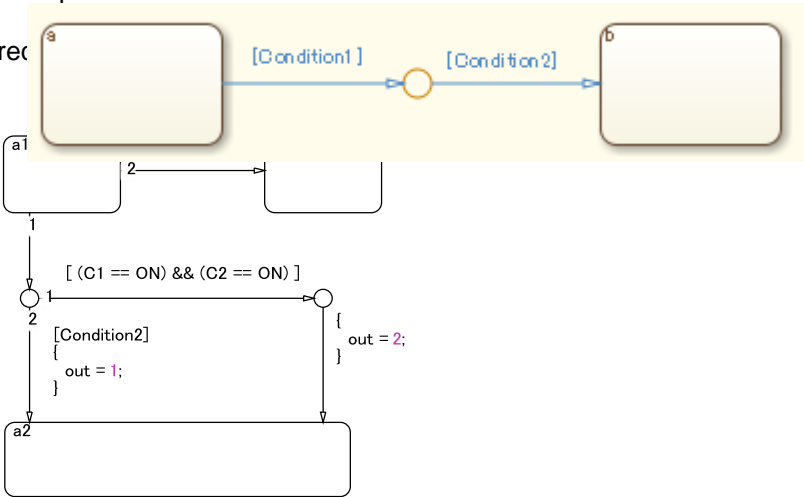 a
[Condition1]
[Condition2]
b
a1
2
1
[ (C1 == ON) && (C2 == ON) ]
1
2
[Condition2]
{
out = 1;
}
{
out = 2;
}
a2